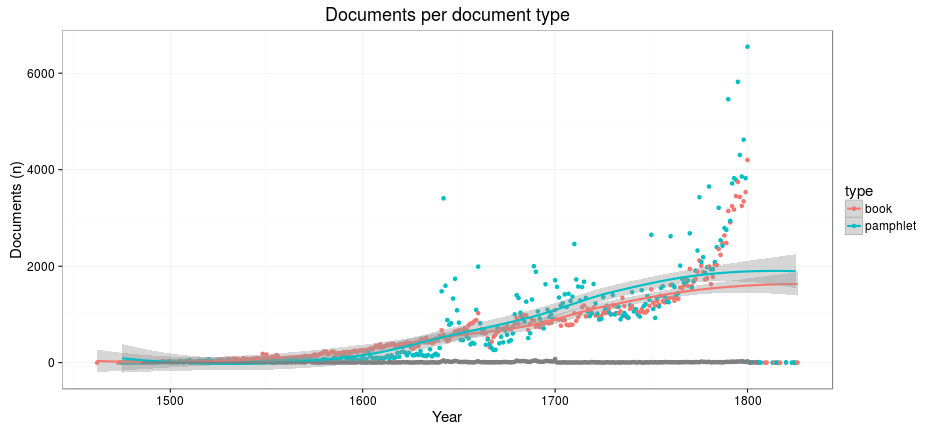 Documents per document type
Documents (n)
6000
4000
2000
0
1500
1600
1700
1800
Year
type
book
pamphlet